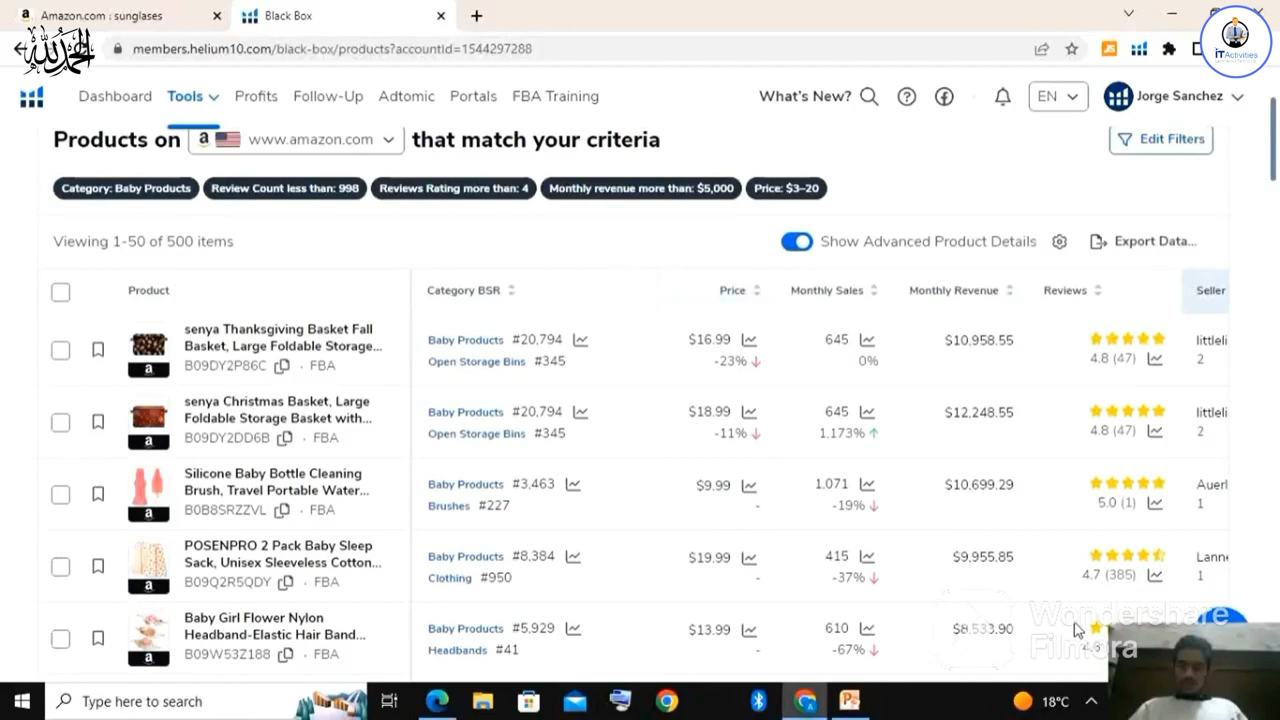 Amazon.com : sunglases
Black Box
الحمد لله
members.helium10.com/black-box/products?accountId=1544297288
iT Activities
Dashboard Tools Profits Follow-Up Adtomic Portals FBA Training What's New? EN Jorge Sanchez
Products on a www.amazon.com that match your criteria Edit Filters
Category: Baby Products Review Count less than: 998 Reviews Rating more than: 4 Monthly revenue more than: $5,000 Price: $3–20
Viewing 1-50 of 500 items Show Advanced Product Details Export Data...
Product Category BSR Price Monthly Sales Monthly Revenue Reviews Seller
senya Thanksgiving Basket Fall
Basket, Large Foldable Storage...
B09DY2P86C · FBA
Baby Products #20,794
Open Storage Bins #345
$16.99
-23%
645
0%
$10,958.55
4.8 (47)
littleli
2
senya Christmas Basket, Large
Foldable Storage Basket with...
B09DY2DD6B · FBA
Baby Products #20,794
Open Storage Bins #345
$18.99
-11%
645
1,173%
$12,248.55
4.8 (47)
littleli
2
Silicone Baby Bottle Cleaning
Brush, Travel Portable Water...
B0B8SRZZVL · FBA
Baby Products #3,463
Brushes #227
$9.99
-
1,071
-19%
$10,699.29
5.0 (1)
Auerl
1
POSENPRO 2 Pack Baby Sleep
Sack, Unisex Sleeveless Cotton...
B09Q2R5QDY · FBA
Baby Products #8,384
Clothing #950
$19.99
-
415
-37%
$9,955.85
4.7 (385)
Lanne
1
Baby Girl Flower Nylon
Headband-Elastic Hair Band...
B09W53Z188 · FBA
Baby Products #5,929
Headbands #41
$13.99
-
610
-67%
$8,533.90
Wondershare
Filmora
Type here to search
18°C